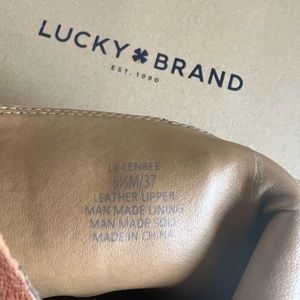 LUCKY BRAND
EST. 1990
LK-LENREE
6½M/37
LEATHER UPPER
MAN MADE LINING
MAN MADE SOLE
MADE IN CHINA